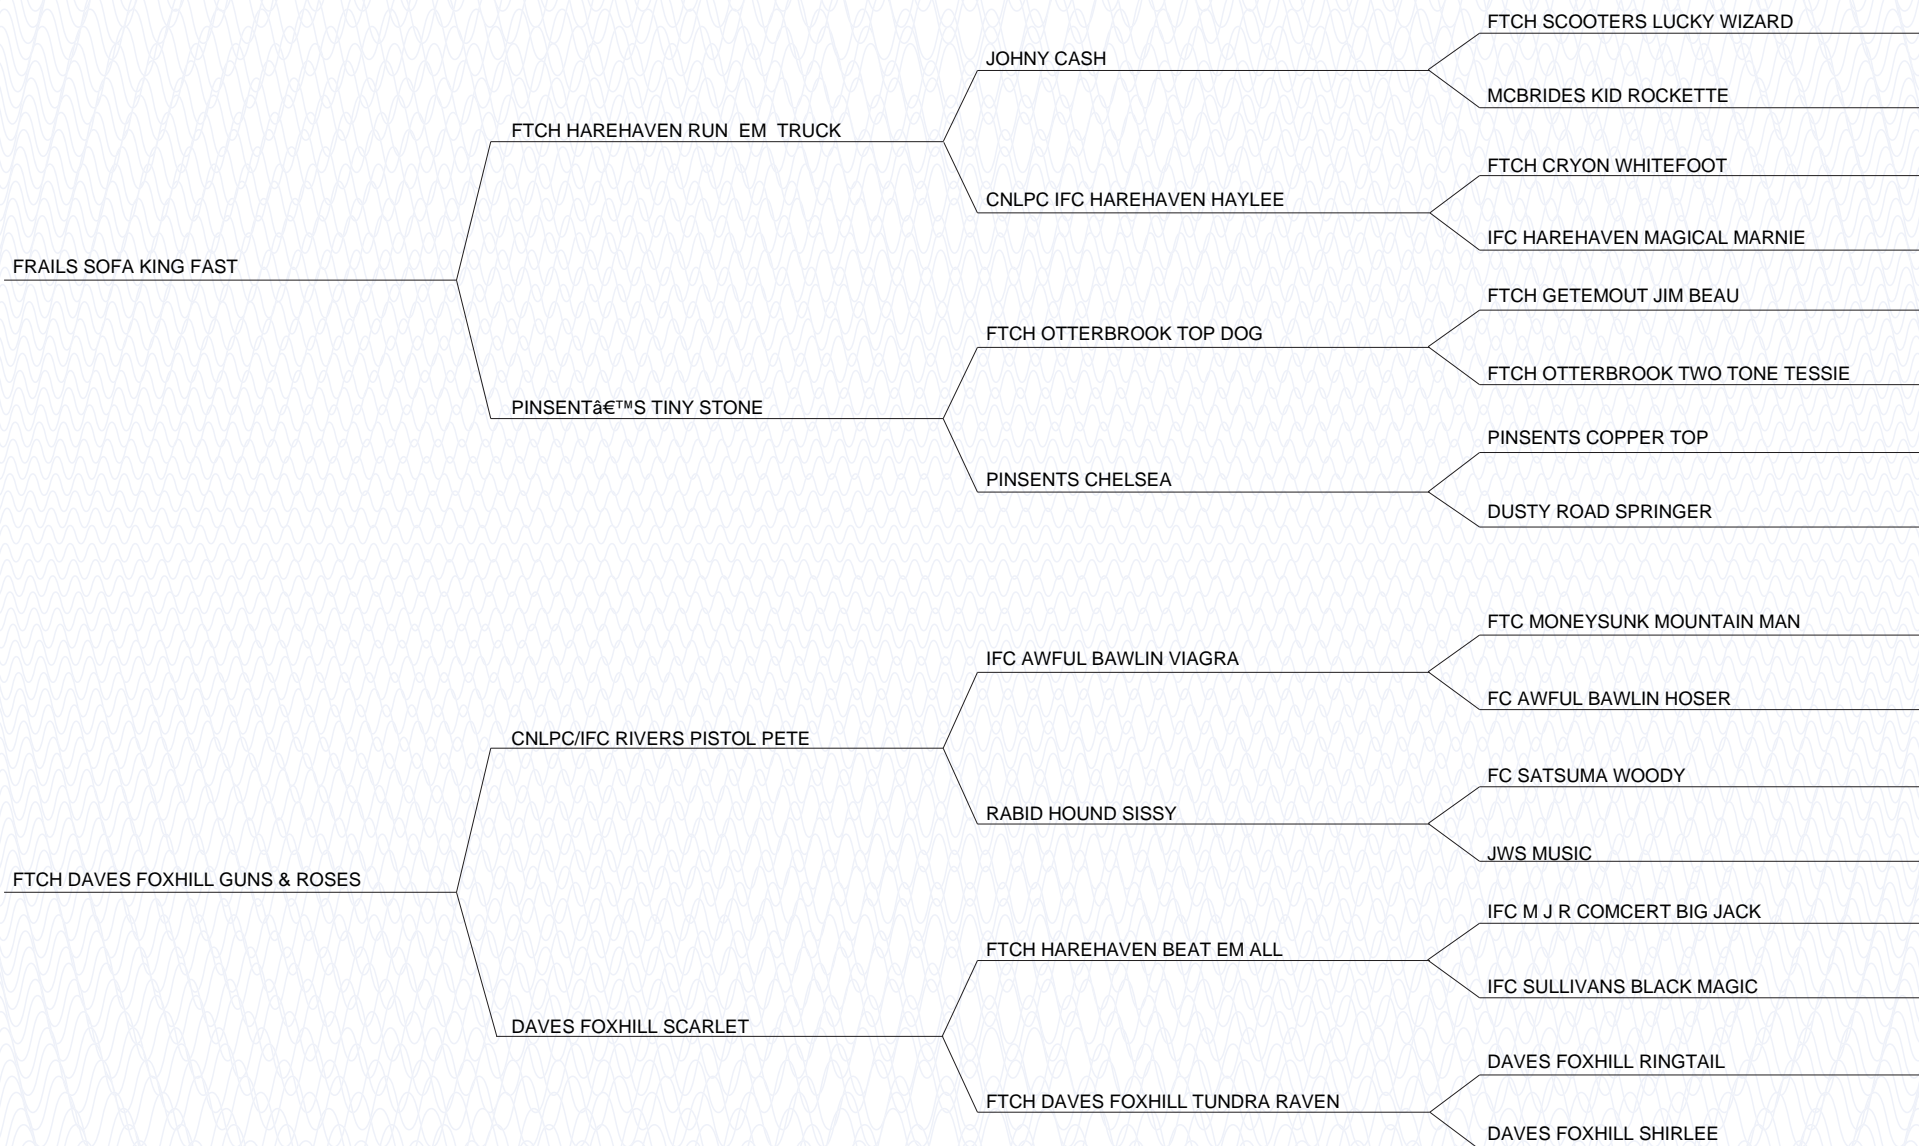 FTCH SCOOTERS LUCKY WIZARD
JOHNY CASH
MCBRIDES KID ROCKETTE
FTCH HAREHAVEN RUN  EM  TRUCK
FTCH CRYON WHITEFOOT
CNLPC IFC HAREHAVEN HAYLEE
IFC HAREHAVEN MAGICAL MARNIE
FRAILS SOFA KING FAST
FTCH GETEMOUT JIM BEAU
FTCH OTTERBROOK TOP DOG
FTCH OTTERBROOK TWO TONE TESSIE
PINSENTâ€™S TINY STONE
PINSENTS COPPER TOP
PINSENTS CHELSEA
DUSTY ROAD SPRINGER
FTC MONEYSUNK MOUNTAIN MAN
IFC AWFUL BAWLIN VIAGRA
FC AWFUL BAWLIN HOSER
CNLPC/IFC RIVERS PISTOL PETE
FC SATSUMA WOODY
RABID HOUND SISSY
JWS MUSIC
FTCH DAVES FOXHILL GUNS & ROSES
IFC M J R COMCERT BIG JACK
FTCH HAREHAVEN BEAT EM ALL
IFC SULLIVANS BLACK MAGIC
DAVES FOXHILL SCARLET
DAVES FOXHILL RINGTAIL
FTCH DAVES FOXHILL TUNDRA RAVEN
DAVES FOXHILL SHIRLEE